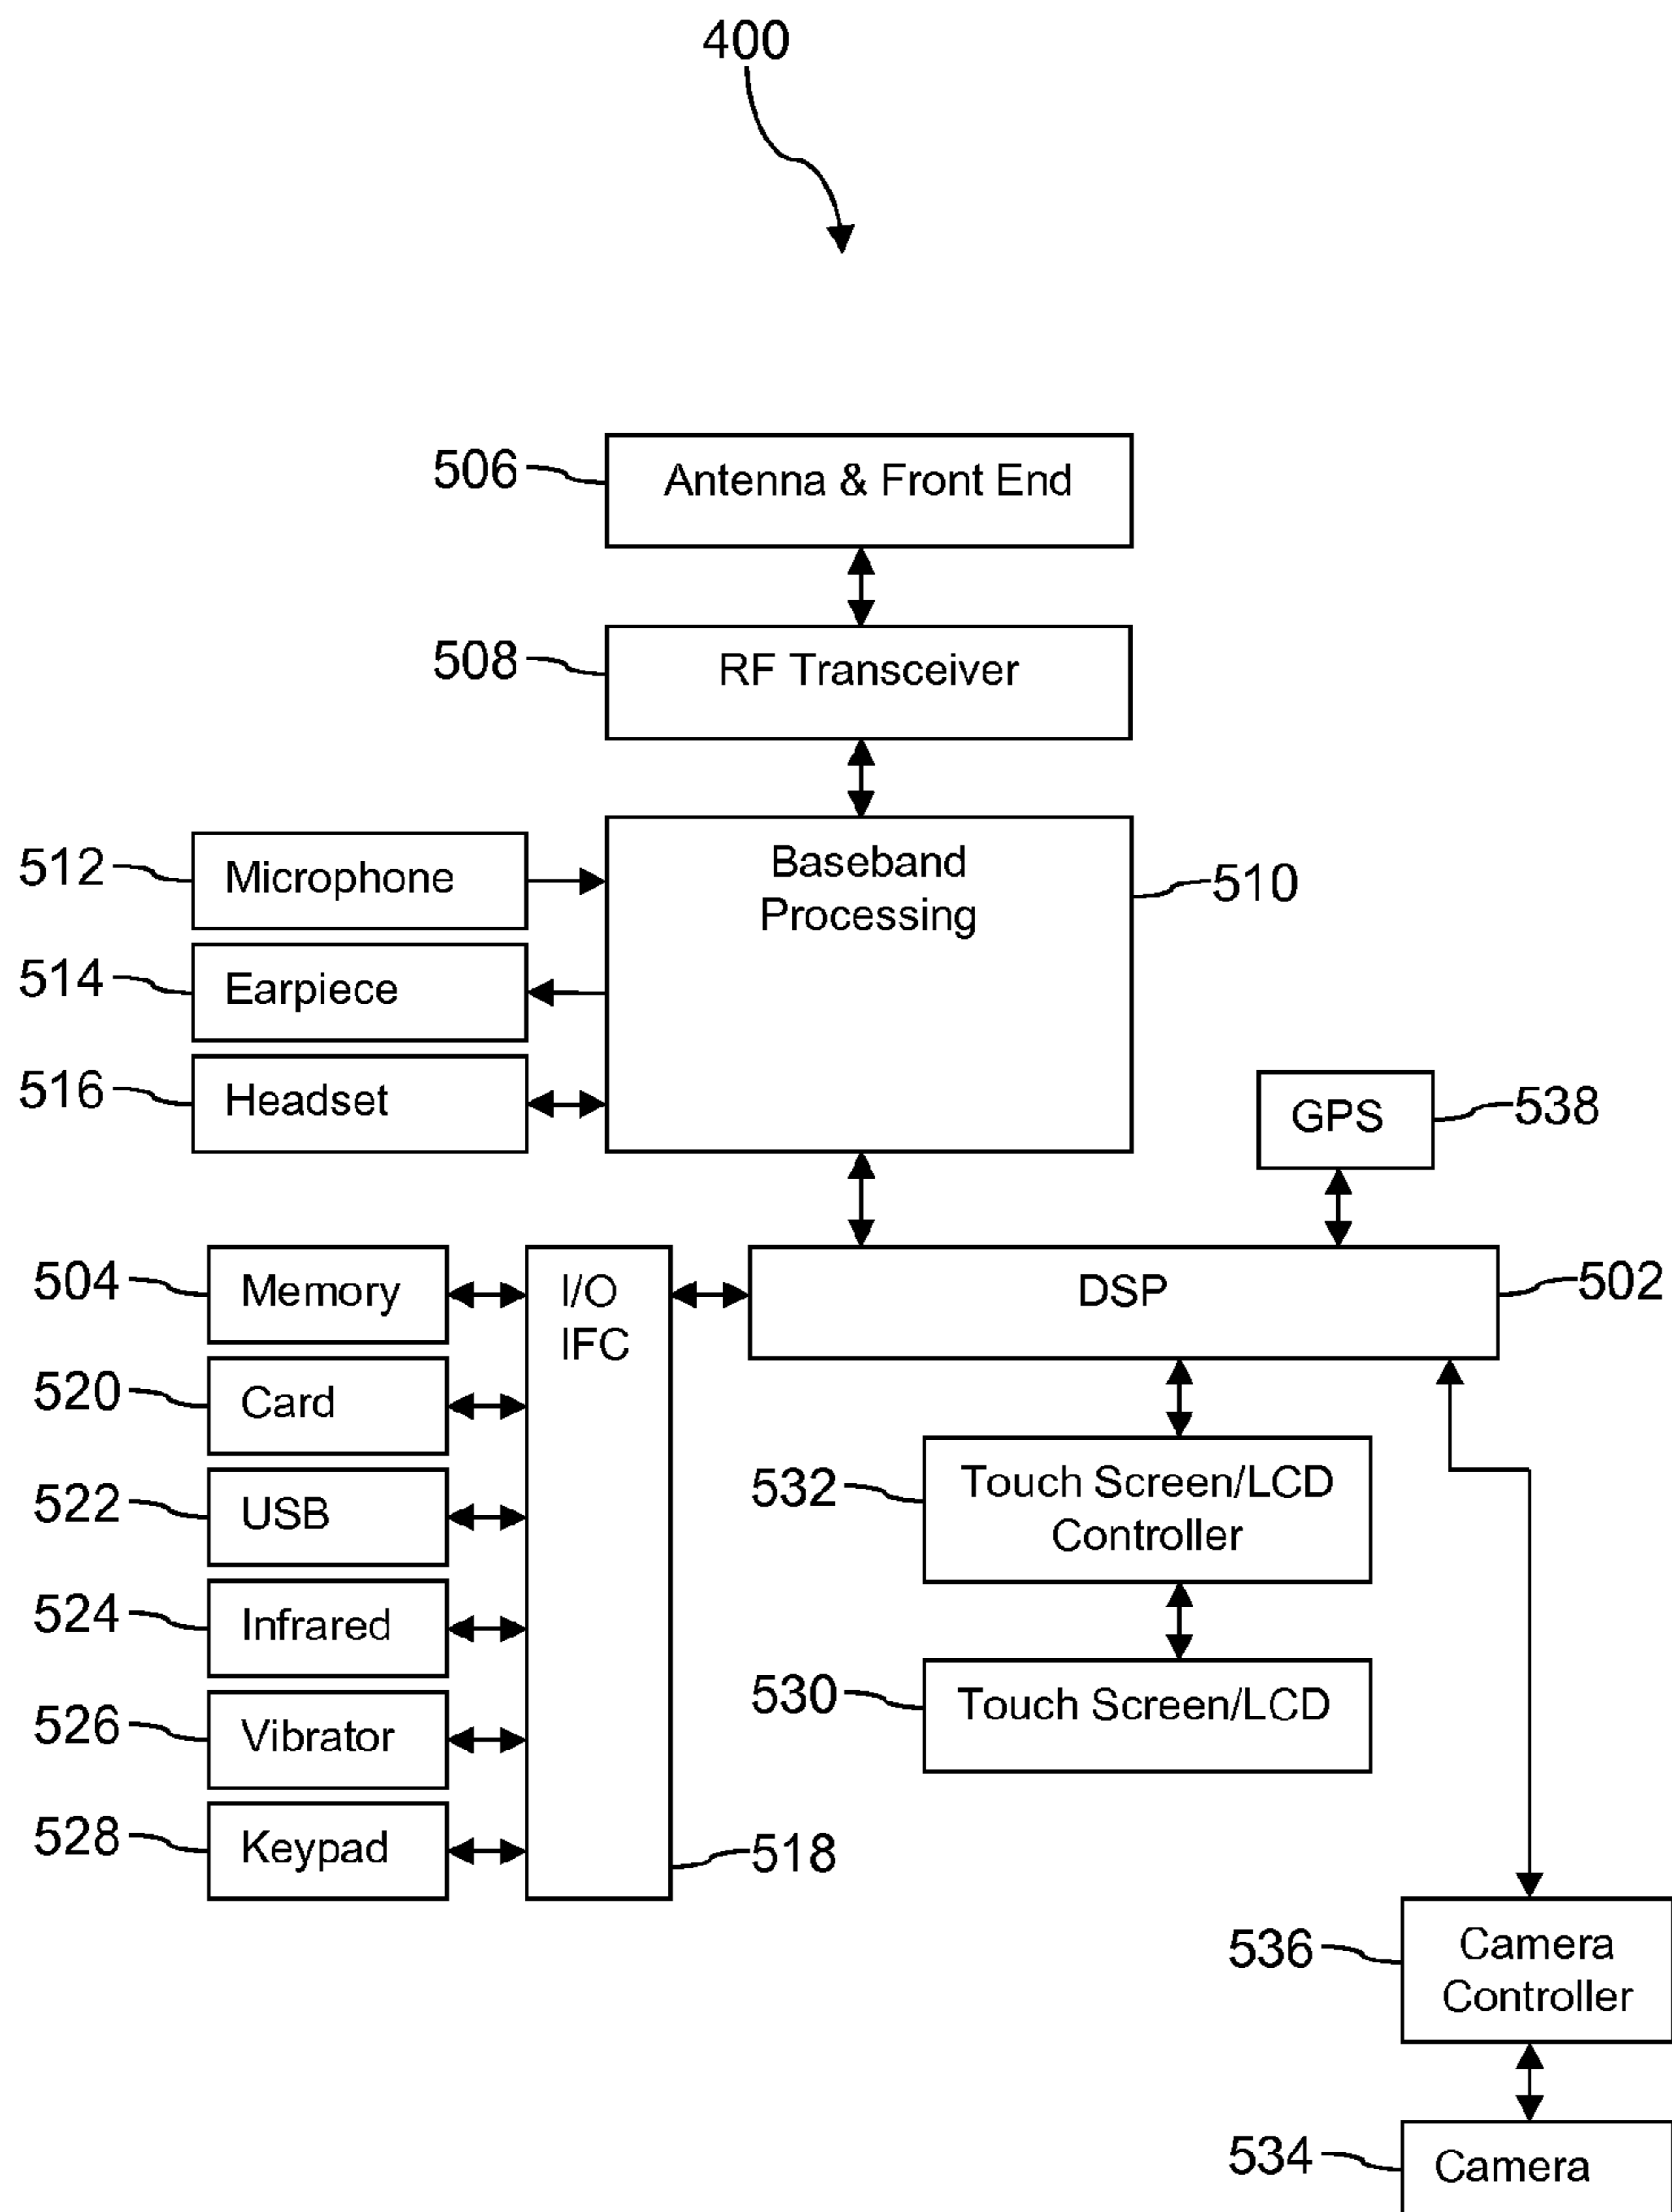 400
506
Antenna & Front End
508
RF Transceiver
Baseband
Processing
510
512
Microphone
514
Earpiece
516
Headset
GPS
538
504
Memory
I/O
IFC
DSP
502
520
Card
522
USB
532
Touch Screen/LCD
Controller
524
Infrared
530
Touch Screen/LCD
526
Vibrator
528
Keypad
518
536
Camera
Controller
534
Camera